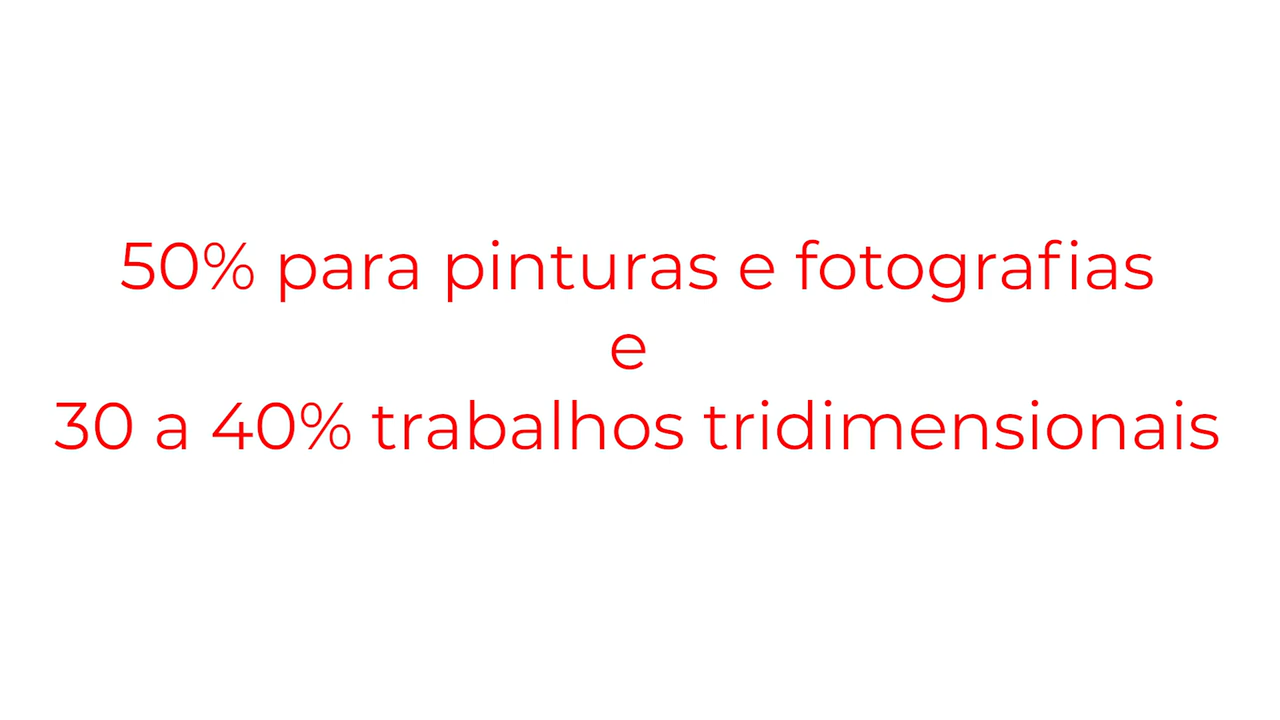 50% para pinturas e fotografias
e
30 a 40% trabalhos tridimensionais